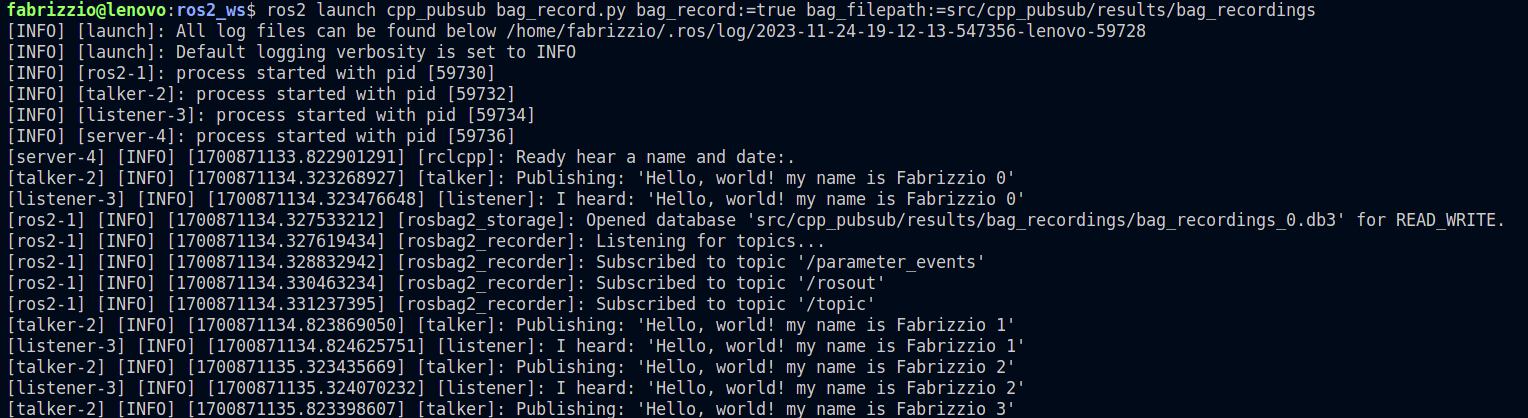 fabrizzio@lenovo:ros2_ws$ ros2 launch cpp_pubsub bag_record.py bag_record:=true bag_filepath:=src/cpp_pubsub/results/bag_recordings
[INFO] [launch]: All log files can be found below /home/fabrizzio/.ros/log/2023-11-24-19-12-13-547356-lenovo-59728
[INFO] [launch]: Default logging verbosity is set to INFO
[INFO] [ros2-1]: process started with pid [59730]
[INFO] [talker-2]: process started with pid [59732]
[INFO] [listener-3]: process started with pid [59734]
[INFO] [server-4]: process started with pid [59736]
[server-4] [INFO] [1700871133.822901291] [rclcpp]: Ready hear a name and date:.
[talker-2] [INFO] [1700871134.323268927] [talker]: Publishing: 'Hello, world! my name is Fabrizzio 0'
[listener-3] [INFO] [1700871134.323476648] [listener]: I heard: 'Hello, world! my name is Fabrizzio 0'
[ros2-1] [INFO] [1700871134.327533212] [rosbag2_storage]: Opened database 'src/cpp_pubsub/results/bag_recordings/bag_recordings_0.db3' for READ_WRITE.
[ros2-1] [INFO] [1700871134.327619434] [rosbag2_recorder]: Listening for topics...
[ros2-1] [INFO] [1700871134.328832942] [rosbag2_recorder]: Subscribed to topic '/parameter_events'
[ros2-1] [INFO] [1700871134.330463234] [rosbag2_recorder]: Subscribed to topic '/rosout'
[ros2-1] [INFO] [1700871134.331237395] [rosbag2_recorder]: Subscribed to topic '/topic'
[talker-2] [INFO] [1700871134.823869050] [talker]: Publishing: 'Hello, world! my name is Fabrizzio 1'
[listener-3] [INFO] [1700871134.824625751] [listener]: I heard: 'Hello, world! my name is Fabrizzio 1'
[talker-2] [INFO] [1700871135.323435669] [talker]: Publishing: 'Hello, world! my name is Fabrizzio 2'
[listener-3] [INFO] [1700871135.324070232] [listener]: I heard: 'Hello, world! my name is Fabrizzio 2'
[talker-2] [INFO] [1700871135.823398607] [talker]: Publishing: 'Hello, world! my name is Fabrizzio 3'